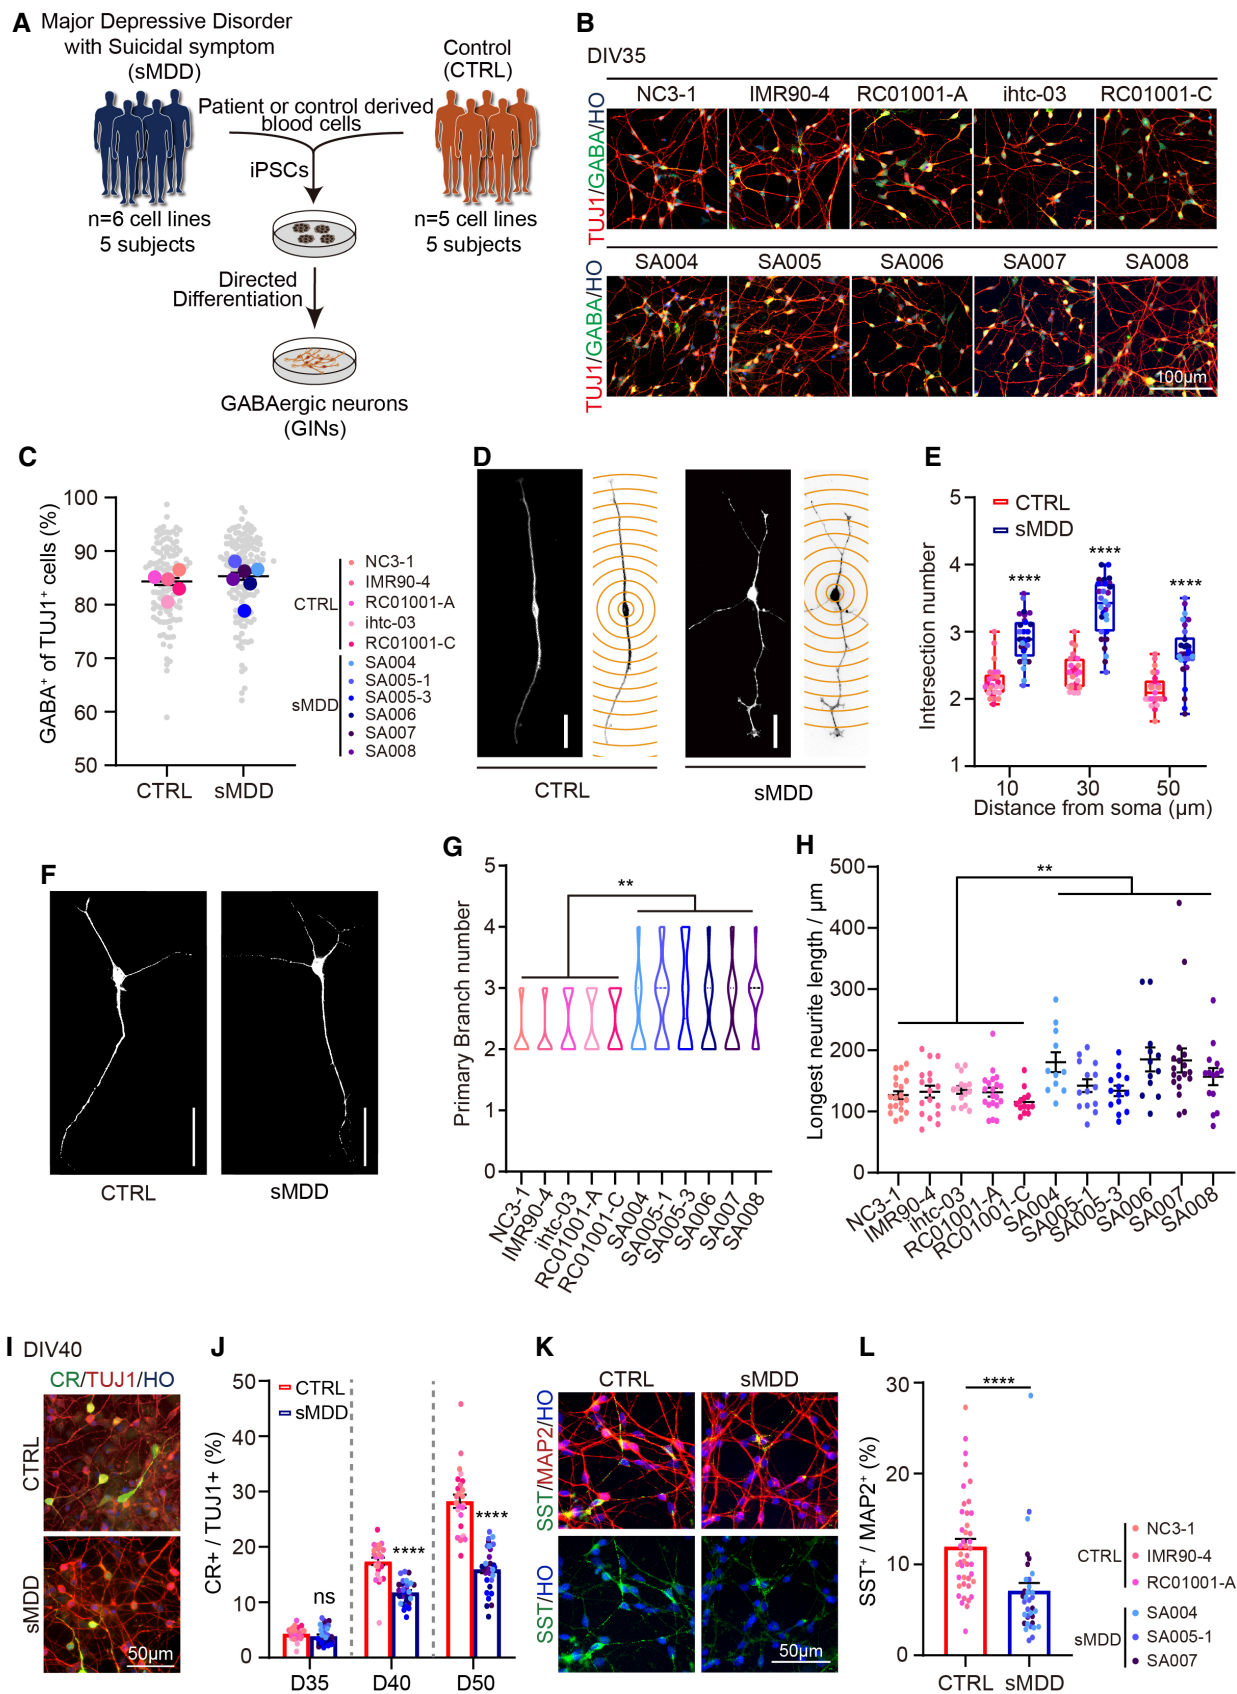 A
Major Depressive Disorder
with Suicidal symptom
(sMDD)
Control
(CTRL)
Patient or control derived
blood cells
iPSCs
n=6 cell lines
5 subjects
n=5 cell lines
5 subjects
Directed
Differentiation
GABAergic neurons
(GINs)
B
DIV35
NC3-1 IMR90-4 RC01001-A ihtc-03 RC01001-C
TUJ1/GABA/HO
SA004 SA005 SA006 SA007 SA008
TUJ1/GABA/HO
100μm
C
GABA⁺ of TUJ1⁺ cells (%)
100
90
80
70
60
50
CTRL sMDD
CTRL
NC3-1
IMR90-4
RC01001-A
ihtc-03
RC01001-C
sMDD
SA004
SA005-1
SA005-3
SA006
SA007
SA008
D
CTRL
sMDD
E
CTRL
sMDD
Intersection number
5
4
3
2
1
****
****
****
10 30 50
Distance from soma (μm)
F
CTRL sMDD
G
Primary Branch number
5
4
3
2
1
0
**
NC3-1
IMR90-4
ihtc-03
RC01001-A
RC01001-C
SA004
SA005-1
SA005-3
SA006
SA007
SA008
H
Longest neurite length / μm
500
400
300
200
100
0
**
NC3-1
IMR90-4
ihtc-03
RC01001-A
RC01001-C
SA004
SA005-1
SA005-3
SA006
SA007
SA008
I
DIV40
CR/TUJ1/HO
CTRL
sMDD
50μm
J
CTRL
sMDD
CR+ / TUJ1+ (%)
50
40
30
20
10
0
ns
****
****
D35 D40 D50
K
CTRL sMDD
SST/MAP2/HO
SST/HO
50μm
L
SST⁺ / MAP2⁺ (%)
30
20
10
0
****
CTRL sMDD
CTRL
NC3-1
IMR90-4
RC01001-A
sMDD
SA004
SA005-1
SA007